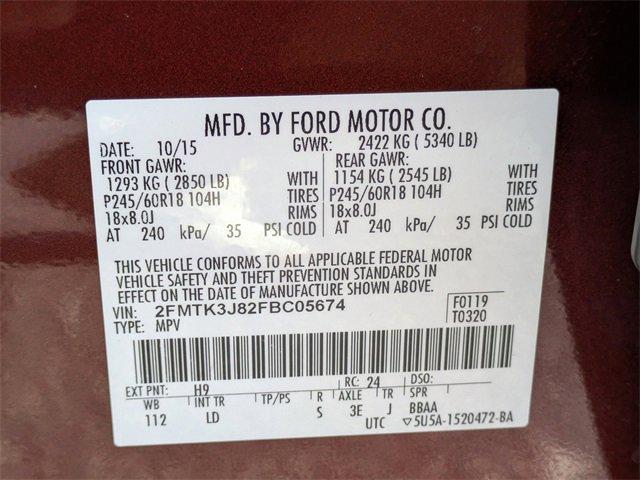 MFD. BY FORD MOTOR CO.
DATE: 10/15 GVWR: 2422 KG ( 5340 LB)
FRONT GAWR: REAR GAWR:
1293 KG ( 2850 LB) WITH 1154 KG ( 2545 LB) WITH
P245/60R18 104H TIRES P245/60R18 104H TIRES
18x8.0J RIMS 18x8.0J RIMS
AT 240 kPa/ 35 PSI COLD AT 240 kPa/ 35 PSI COLD
THIS VEHICLE CONFORMS TO ALL APPLICABLE FEDERAL MOTOR
VEHICLE SAFETY AND THEFT PREVENTION STANDARDS IN
EFFECT ON THE DATE OF MANUFACTURE SHOWN ABOVE.
VIN: 2FMTK3J82FBC05674 F0119
TYPE: MPV T0320
EXT PNT: H9 RC: 24 DSO:
WB INT TR TP/PS R AXLE TR SPR
112 LD S 3E J BBAA
UTC ▽5U5A-1520472-BA